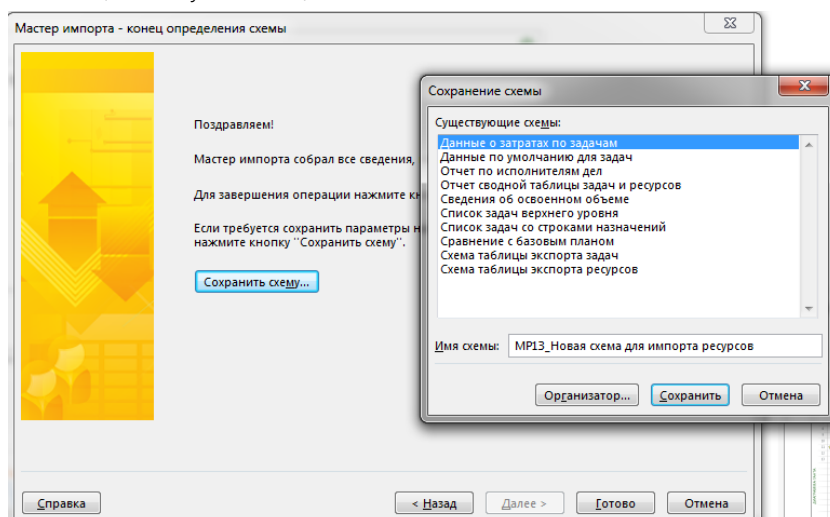 Мастер импорта - конец определения схемы
Поздравляем!
Мастер импорта собрал все сведения,
Для завершения операции нажмите
Если требуется сохранить параметры
нажмите кнопку "Сохранить схему".
Сохранить схему...
Справка
< Назад
Далее >
Готово
Отмена
Сохранение схемы
Существующие схемы:
Данные о затратах по задачам
Данные по умолчанию для задач
Отчет по исполнителям дел
Отчет сводной таблицы задач и ресурсов
Сведения об освоенном объеме
Список задач верхнего уровня
Список задач со строками назначений
Сравнение с базовым планом
Схема таблицы экспорта задач
Схема таблицы экспорта ресурсов
Имя схемы: MP13_Новая схема для импорта ресурсов
Организатор...
Сохранить
Отмена